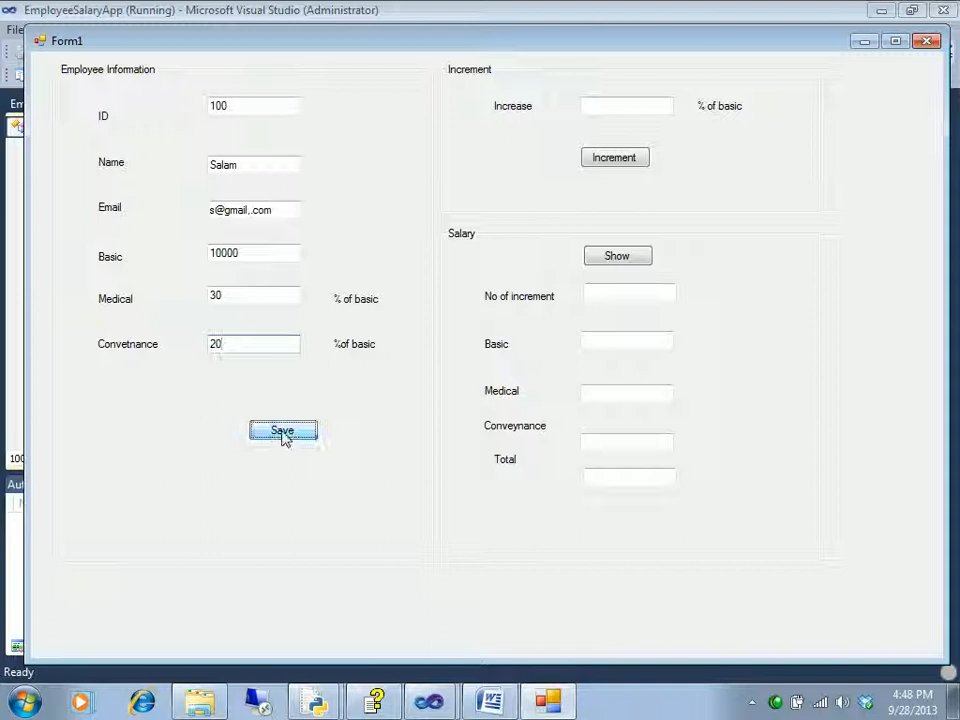 EmployeeSalaryApp (Running) - Microsoft Visual Studio (Administrator)
Form1
Employee Information
ID
100
Name
Salam
Email
s@gmail,.com
Basic
10000
Medical
30
% of basic
Convetnance
20
%of basic
Save
Increment
Increase
% of basic
Increment
Salary
Show
No of increment
Basic
Medical
Conveynance
Total
Ready
4:48 PM
9/28/2013